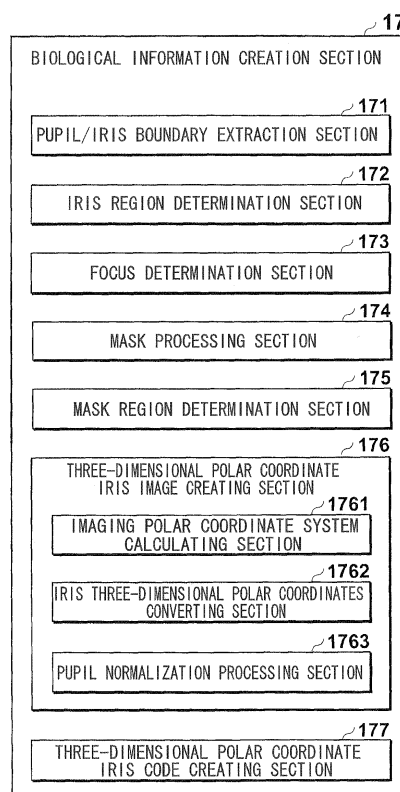 17
BIOLOGICAL INFORMATION CREATION SECTION
171
PUPIL/IRIS BOUNDARY EXTRACTION SECTION
172
IRIS REGION DETERMINATION SECTION
173
FOCUS DETERMINATION SECTION
174
MASK PROCESSING SECTION
175
MASK REGION DETERMINATION SECTION
176
THREE-DIMENSIONAL POLAR COORDINATE
IRIS IMAGE CREATING SECTION
1761
IMAGING POLAR COORDINATE SYSTEM
CALCULATING SECTION
1762
IRIS THREE-DIMENSIONAL POLAR COORDINATES
CONVERTING SECTION
1763
PUPIL NORMALIZATION PROCESSING SECTION
177
THREE-DIMENSIONAL POLAR COORDINATE
IRIS CODE CREATING SECTION